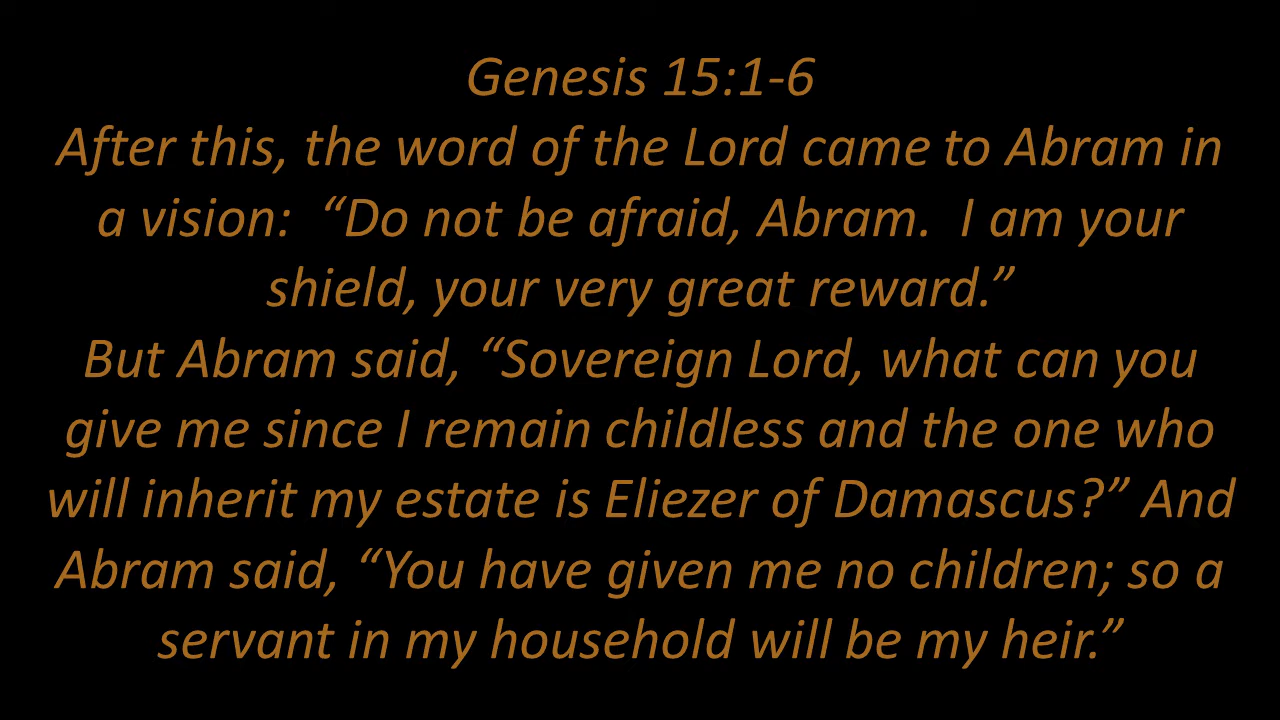 Genesis 15:1-6
After this, the word of the Lord came to Abram in
a vision:  “Do not be afraid, Abram.  I am your
shield, your very great reward.”
But Abram said, “Sovereign Lord, what can you
give me since I remain childless and the one who
will inherit my estate is Eliezer of Damascus?” And
Abram said, “You have given me no children; so a
servant in my household will be my heir.”